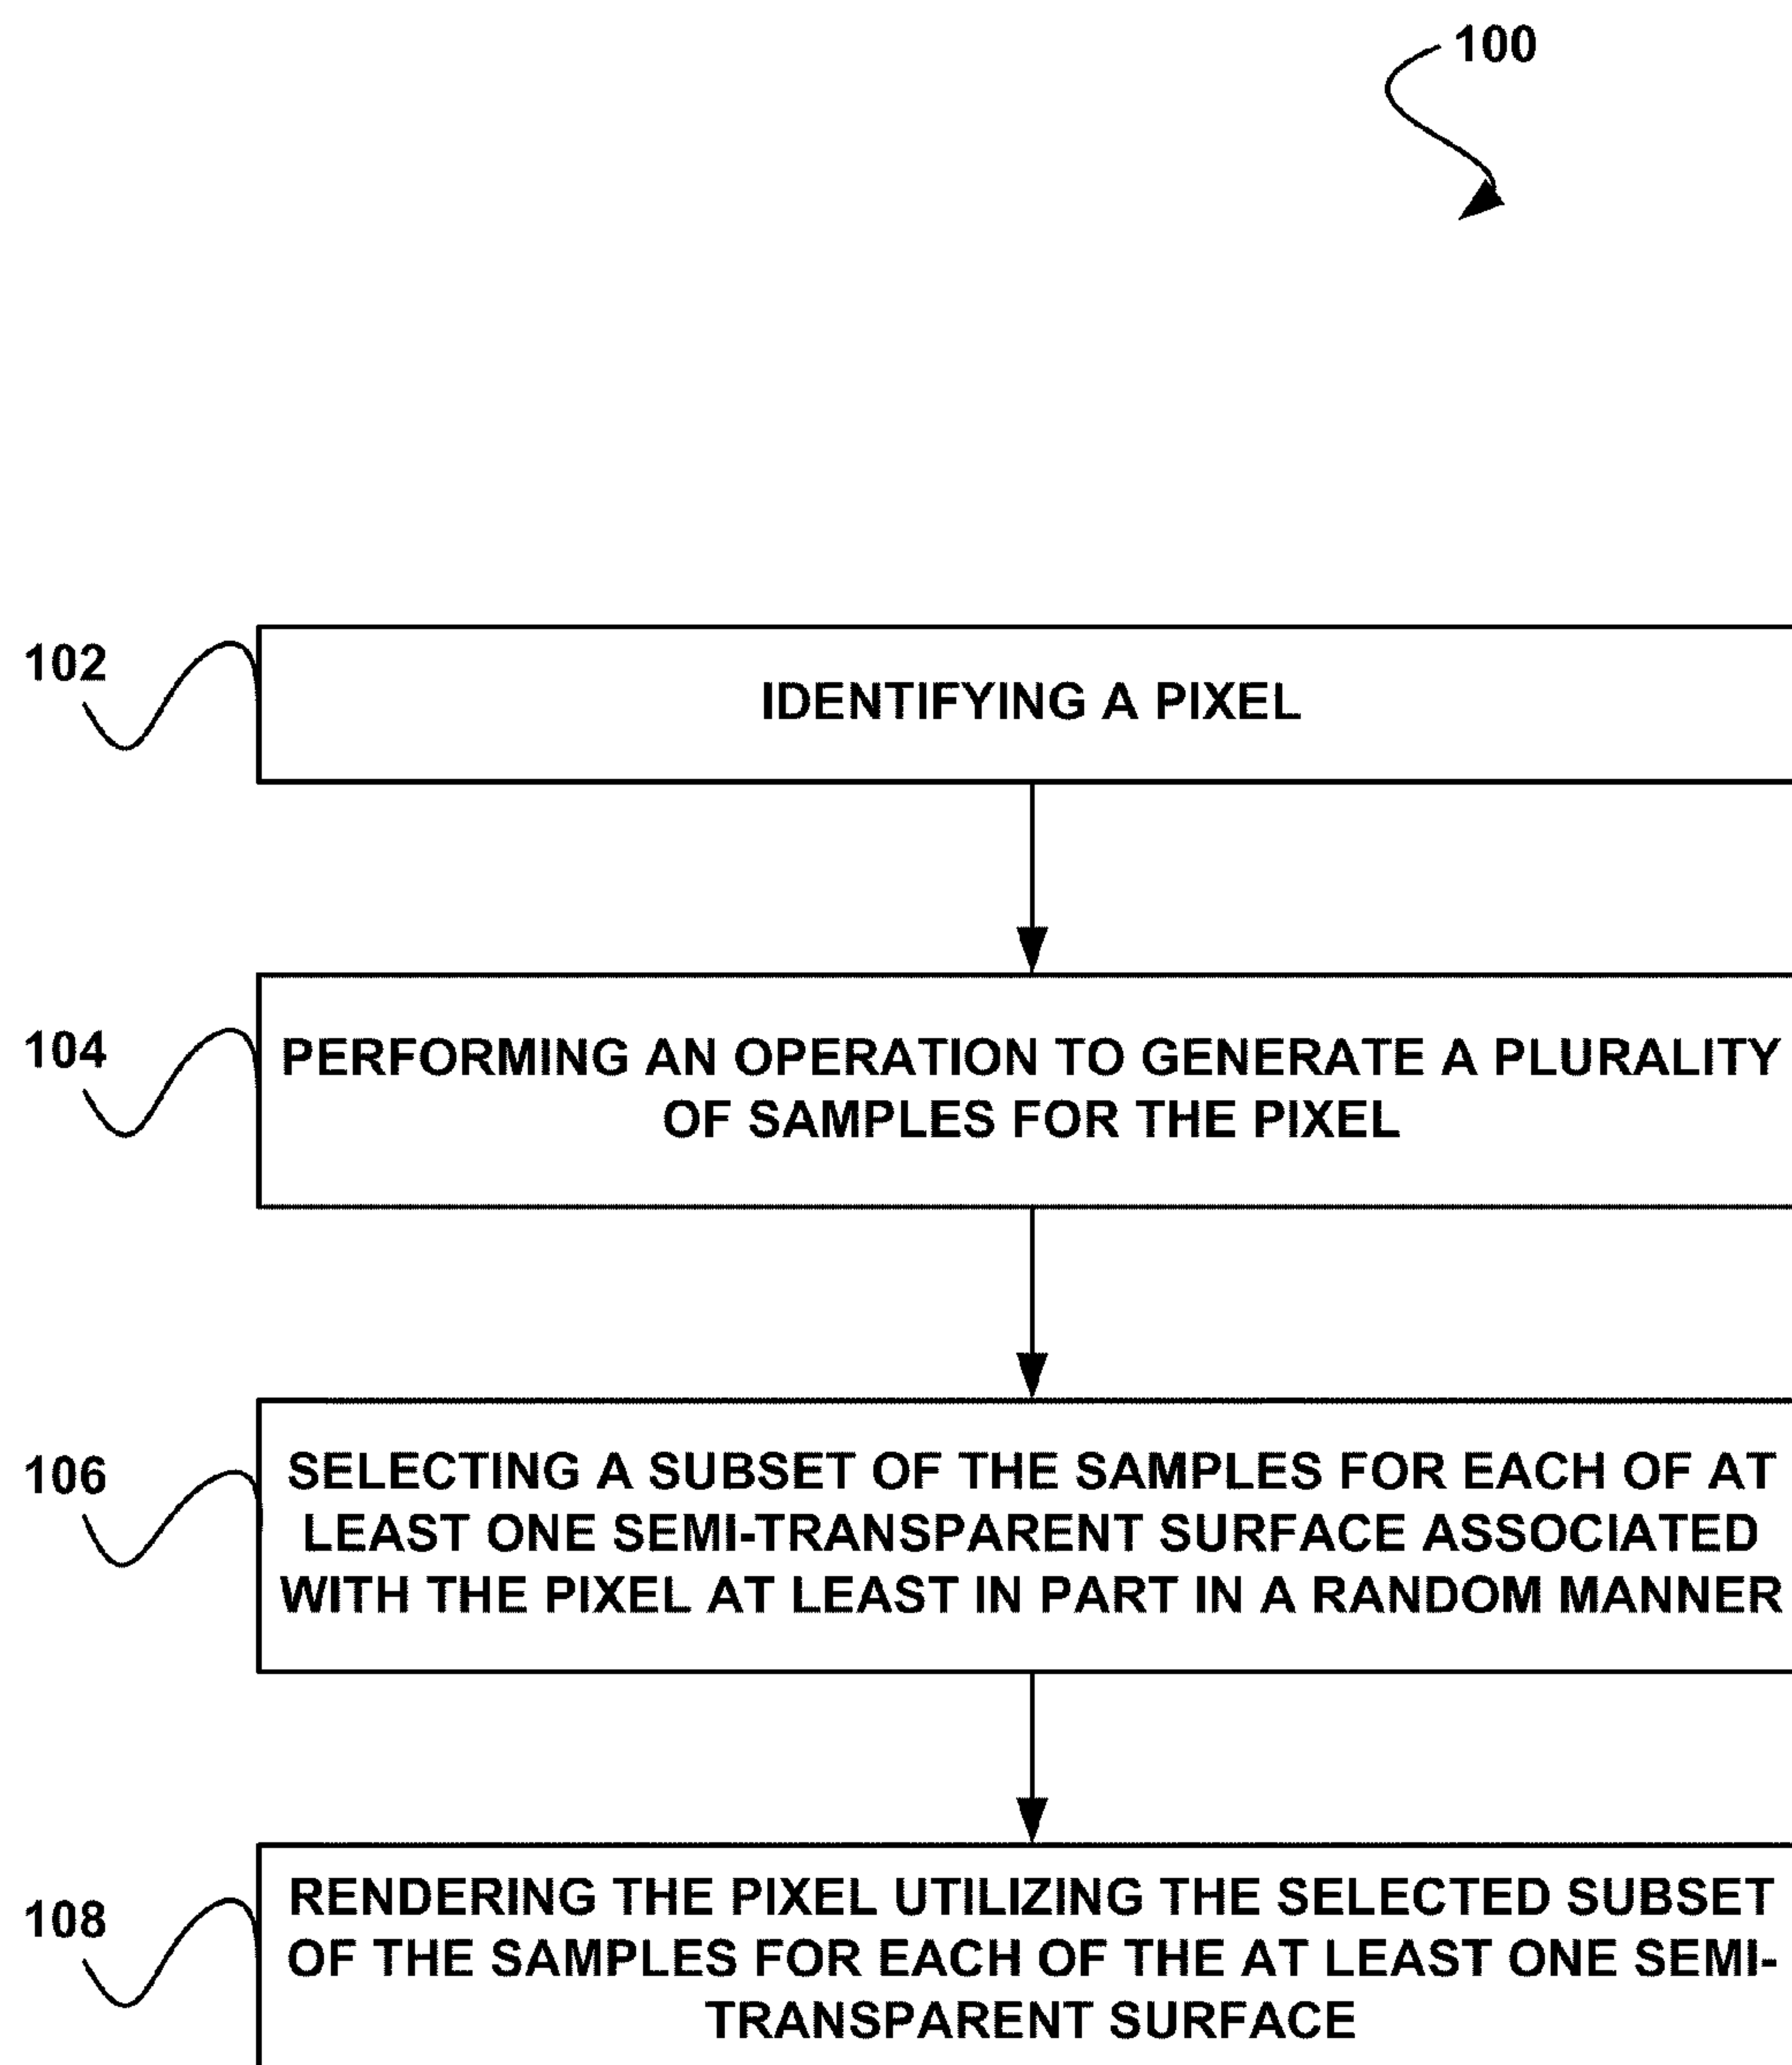 100
102
IDENTIFYING A PIXEL
104
PERFORMING AN OPERATION TO GENERATE A PLURALITY
OF SAMPLES FOR THE PIXEL
106
SELECTING A SUBSET OF THE SAMPLES FOR EACH OF AT
LEAST ONE SEMI-TRANSPARENT SURFACE ASSOCIATED
WITH THE PIXEL AT LEAST IN PART IN A RANDOM MANNER
108
RENDERING THE PIXEL UTILIZING THE SELECTED SUBSET
OF THE SAMPLES FOR EACH OF THE AT LEAST ONE SEMI-
TRANSPARENT SURFACE